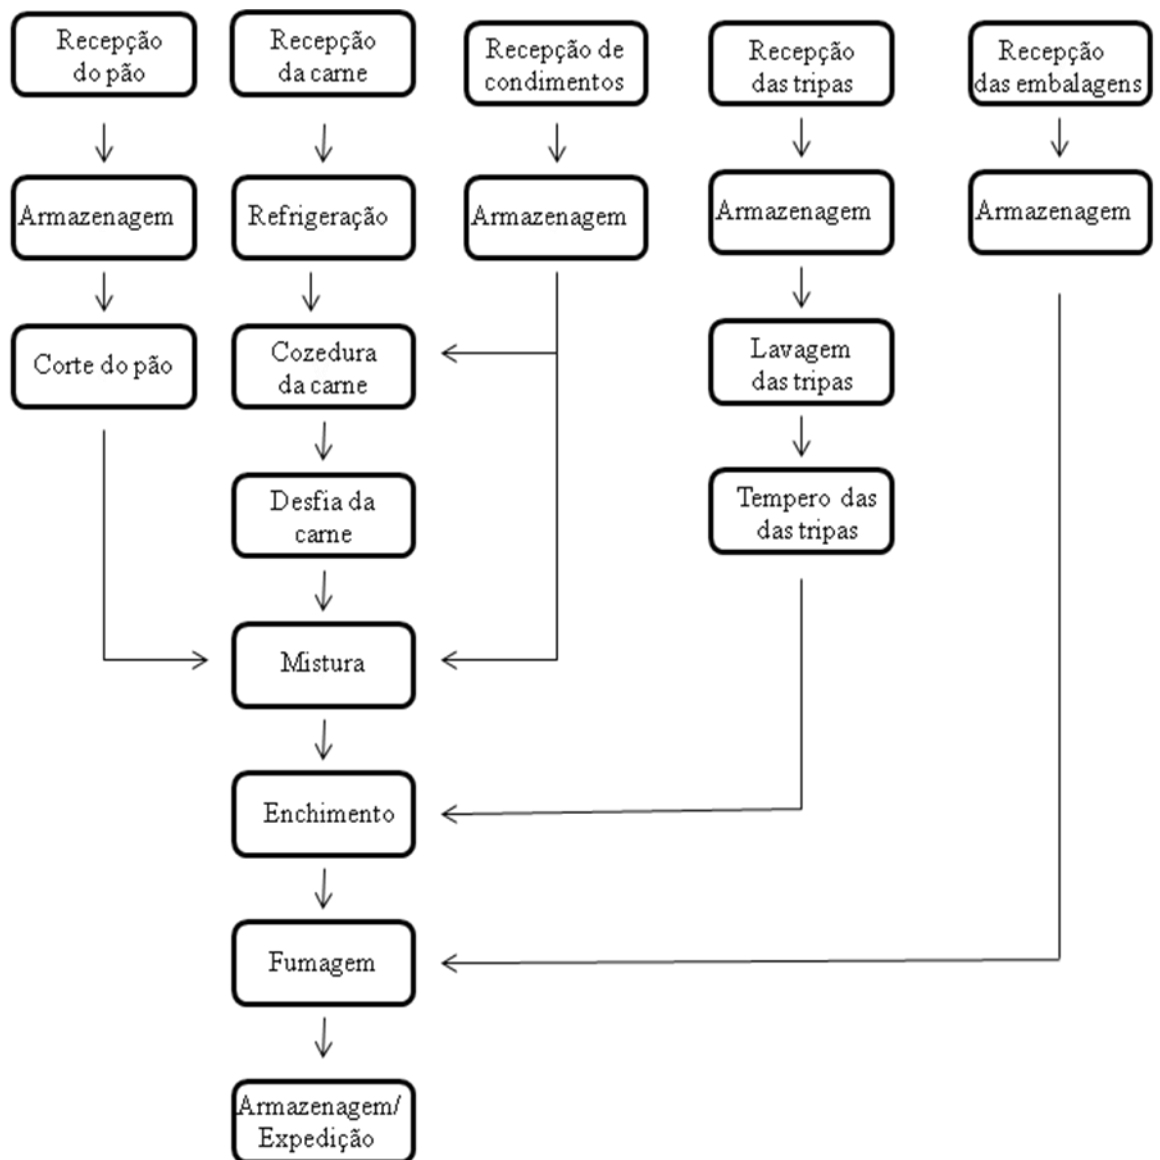 Recepção
do pão
Recepção
da carne
Recepção de
condimentos
Recepção
das tripas
Recepção
das embalagens
Armazenagem
Refrigeração
Armazenagem
Armazenagem
Armazenagem
Corte do pão
Cozedura
da carne
Lavagem
das tripas
Desfia da
carne
Tempero das
das tripas
Mistura
Enchimento
Fumagem
Armazenagem/
Expedição